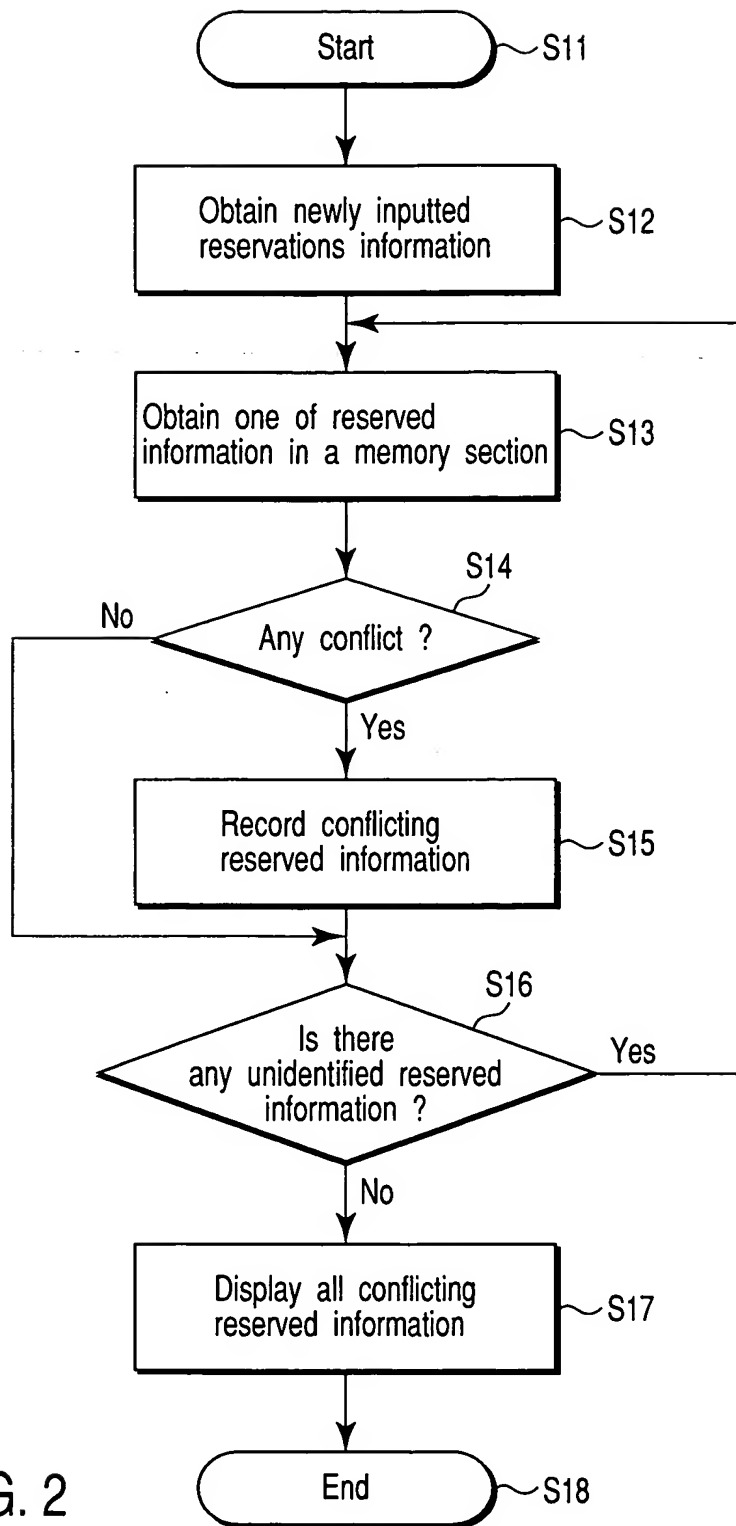 Start
S11
Obtain newly inputted
reservations information
S12
Obtain one of reserved
information in a memory section
S13
S14
No
Any conflict ?
Yes
Record conflicting
reserved information
S15
S16
Is there
any unidentified reserved
information ?
Yes
No
Display all conflicting
reserved information
S17
End
S18
G. 2